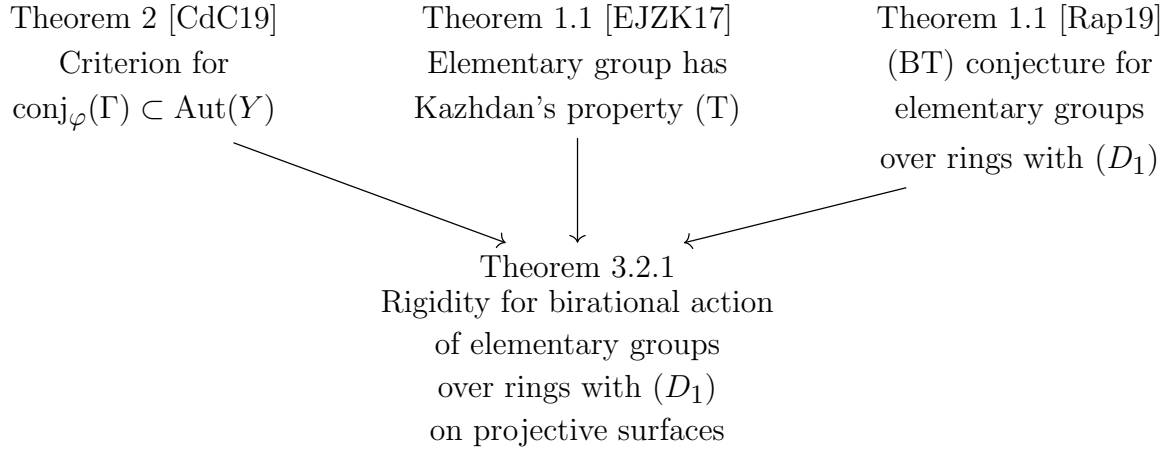 Theorem 2 [CdC19]
Criterion for
conj_φ(Γ) ⊂ Aut(Y)
Theorem 1.1 [EJZK17]
Elementary group has
Kazhdan's property (T)
Theorem 1.1 [Rap19]
(BT) conjecture for
elementary groups
over rings with (D₁)
Theorem 3.2.1
Rigidity for birational action
of elementary groups
over rings with (D₁)
on projective surfaces